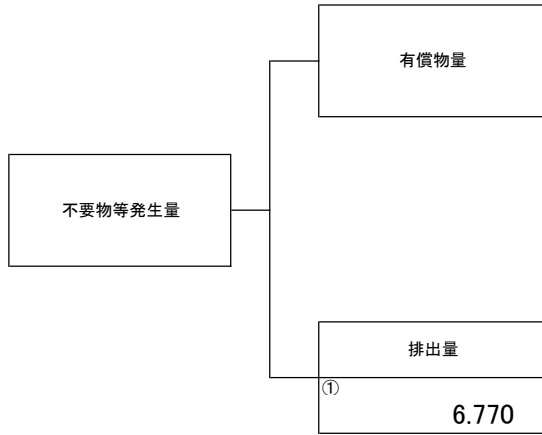 有償物量
不要物等発生量
排出量
①
6.770